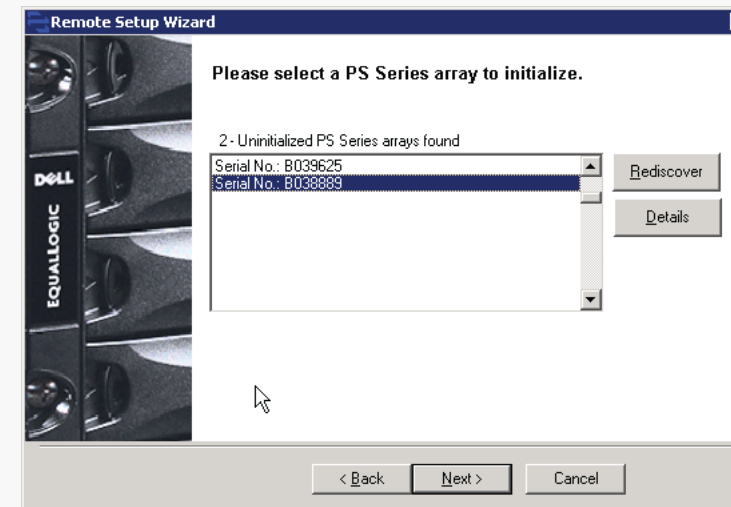 Remote Setup Wizard
Please select a PS Series array to initialize.
2 - Uninitialized PS Series arrays found
Serial No.: B039625
Serial No.: B038889
Rediscover
Details
DELL
EQUALLOGIC
< Back
Next >
Cancel